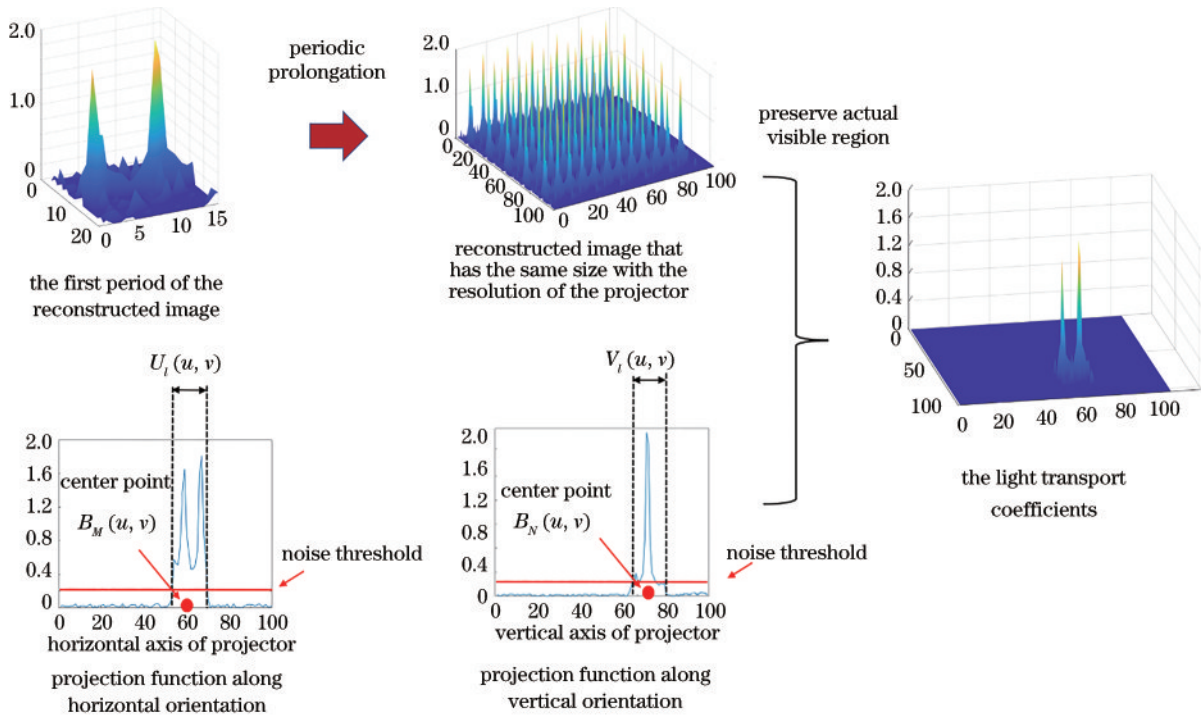 2.0
1.0
0
0
10
20
0
5
10
15
the first period of the
reconstructed image
periodic
prolongation
2.0
1.0
0
0
20
40
60
80
100
0
20
40
60
80
100
reconstructed image that
has the same size with the
resolution of the projector
preserve actual
visible region
2.0
1.6
1.2
0.8
0.4
0
0
50
100
0
20
40
60
80
100
the light transport
coefficients
U_l (u, v)
2.0
1.6
1.2
0.8
0.4
0
center point
B_M (u, v)
noise threshold
0 20 40 60 80 100
horizontal axis of projector
projection function along
horizontal orientation
V_l (u, v)
2.0
1.6
1.2
0.8
0.4
0
center point
B_N (u, v)
noise threshold
0 20 40 60 80 100
vertical axis of projector
projection function along
vertical orientation